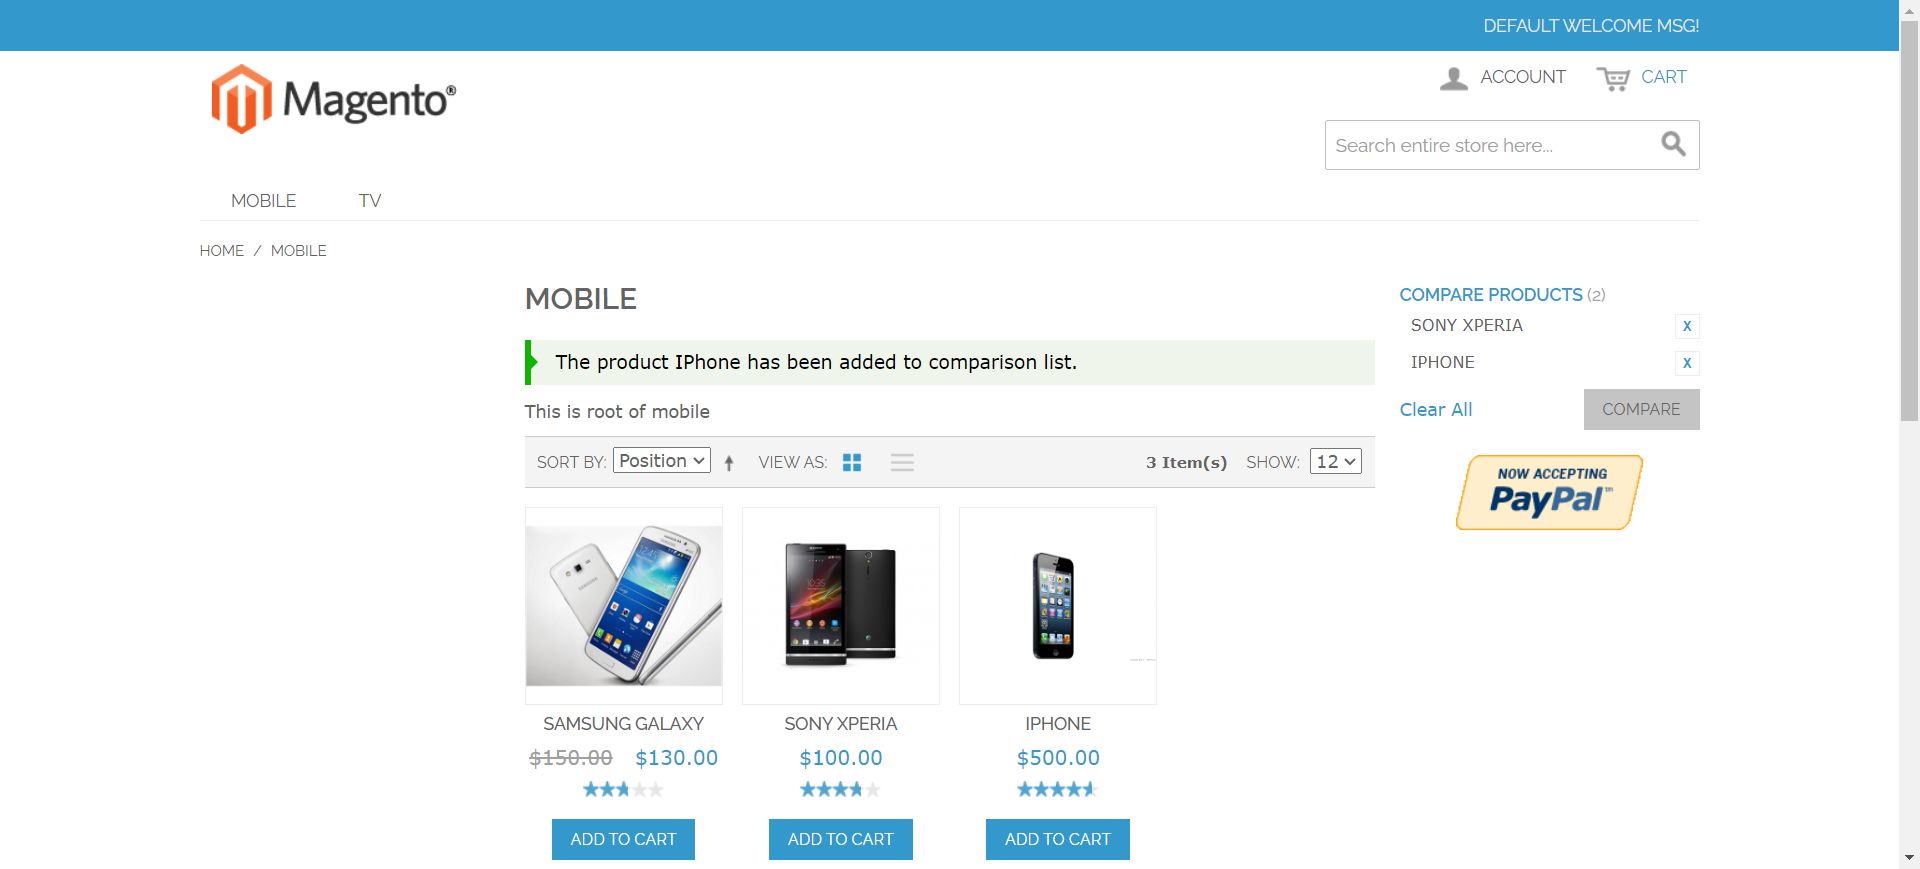 DEFAULT WELCOME MSG!
Magento®
ACCOUNT
CART
Search entire store here...
MOBILE
TV
HOME / MOBILE
MOBILE
The product IPhone has been added to comparison list.
This is root of mobile
SORT BY: Position
VIEW AS:
3 Item(s)
SHOW: 12
SAMSUNG GALAXY
$150.00 $130.00
ADD TO CART
SONY XPERIA
$100.00
ADD TO CART
IPHONE
$500.00
ADD TO CART
COMPARE PRODUCTS (2)
SONY XPERIA X
IPHONE X
Clear All
COMPARE
NOW ACCEPTING
PayPal™